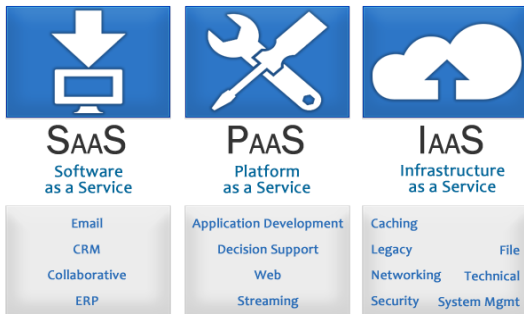 SaaS
Software
as a Service
Email
CRM
Collaborative
ERP
PaaS
Platform
as a Service
Application Development
Decision Support
Web
Streaming
IaaS
Infrastructure
as a Service
Caching
Legacy File
Networking Technical
Security System Mgmt